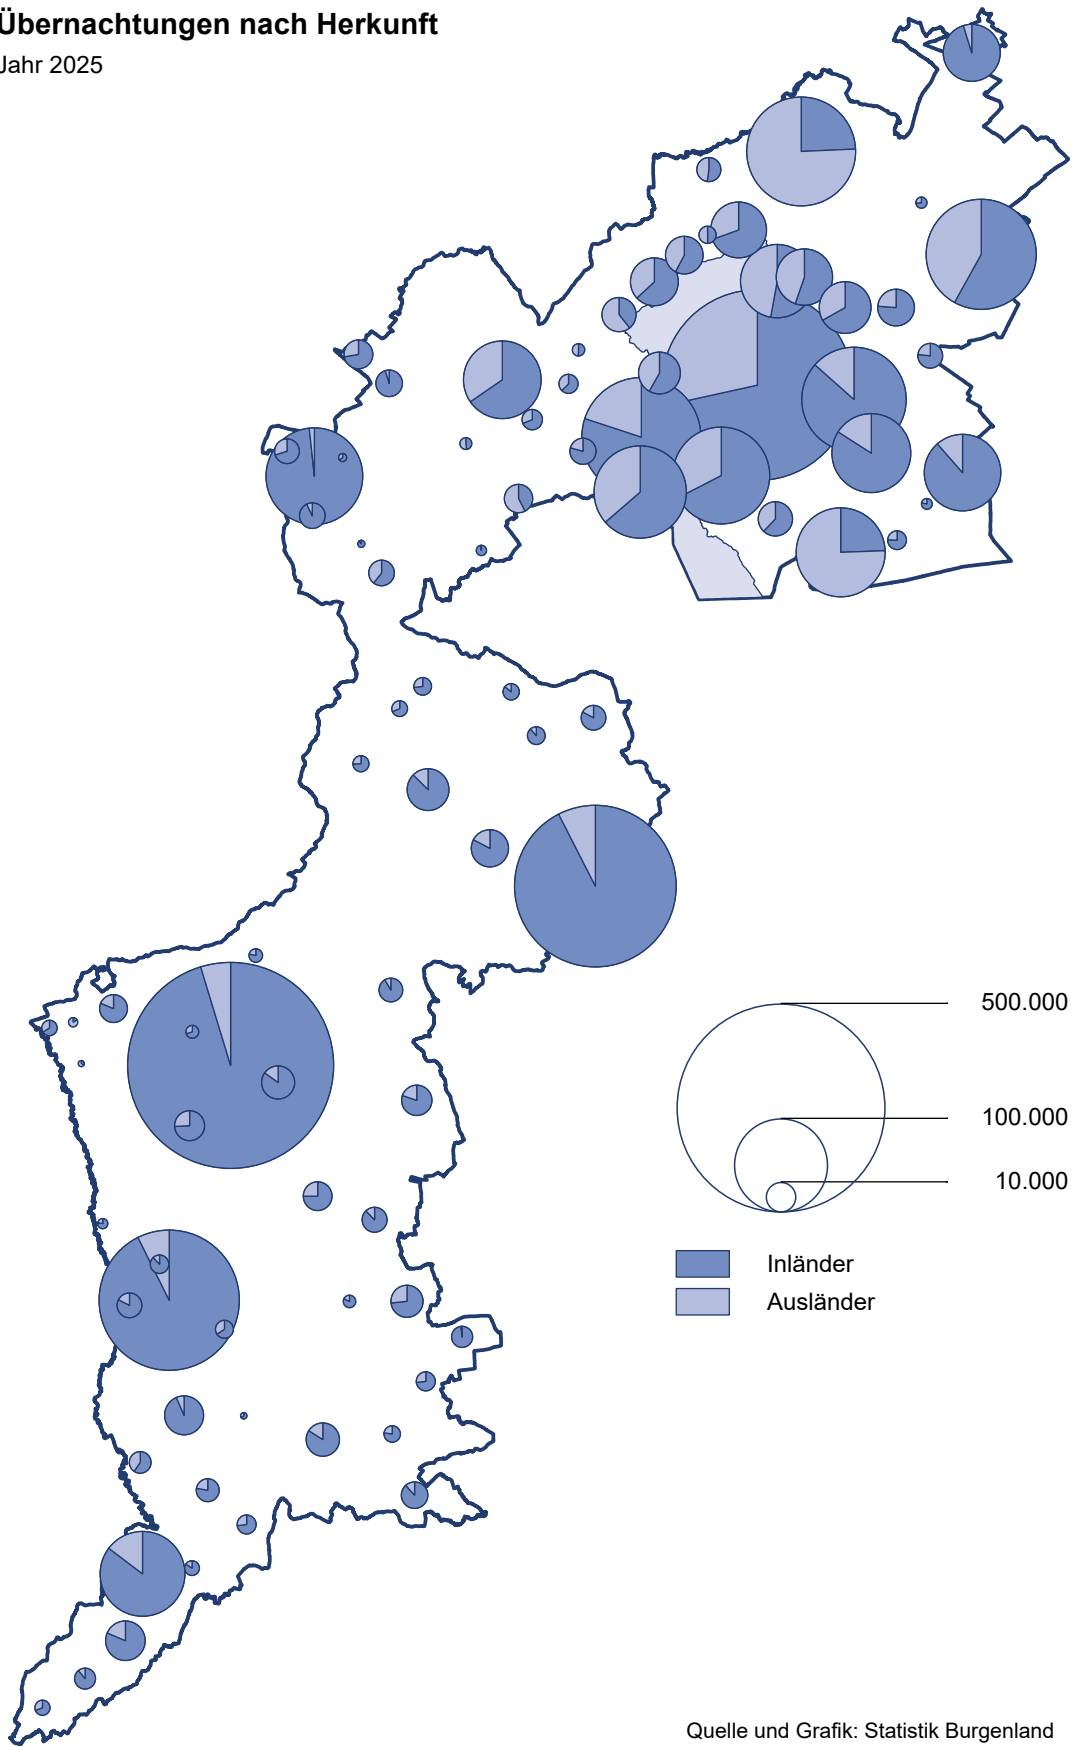 Übernachtungen nach Herkunft
Jahr 2025
500.000
100.000
10.000
Inländer
Ausländer
Quelle und Grafik: Statistik Burgenland